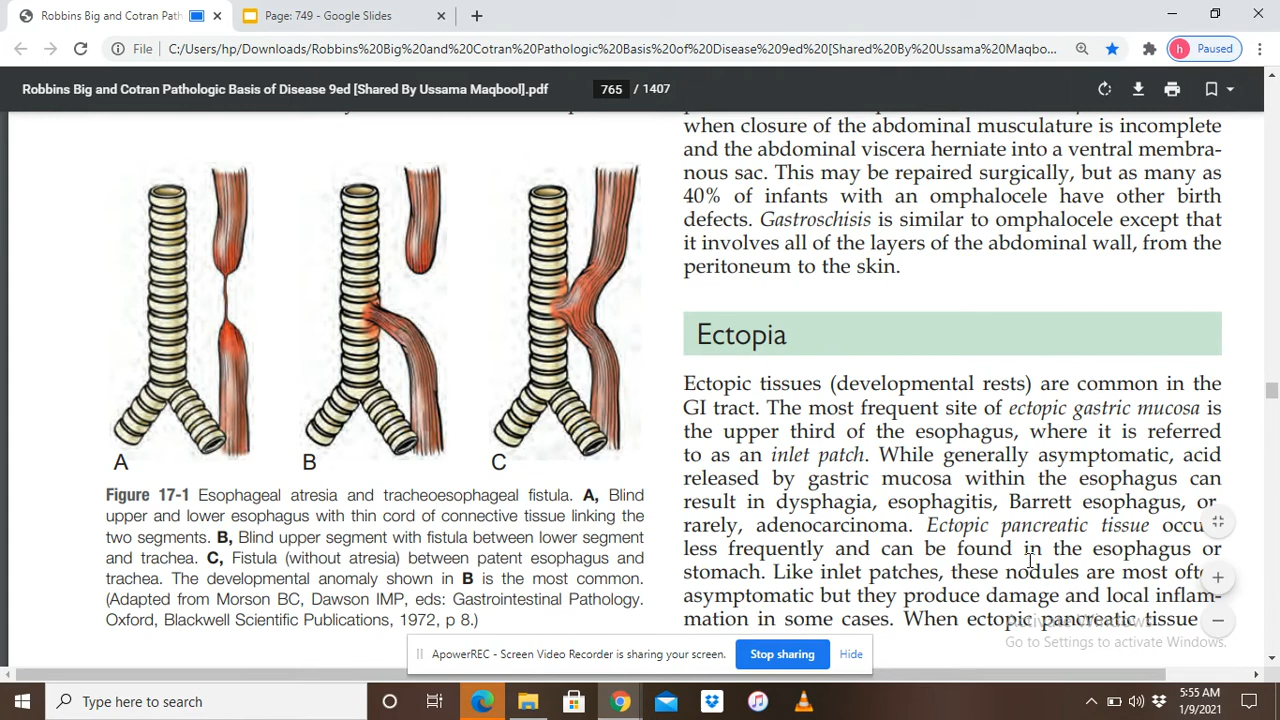 Robbins Big and Cotran Path
Page: 749 - Google Slides
File
C:/Users/hp/Downloads/Robbins%20Big%20and%20Cotran%20Pathologic%20Basis%20of%20Disease%209ed%20[Shared%20By%20Ussama%20Maqbo...
h
Paused
Robbins Big and Cotran Pathologic Basis of Disease 9ed [Shared By Ussama Maqbool].pdf
765 / 1407
A
B
C
Figure 17-1 Esophageal atresia and tracheoesophageal fistula. A, Blind
upper and lower esophagus with thin cord of connective tissue linking the
two segments. B, Blind upper segment with fistula between lower segment
and trachea. C, Fistula (without atresia) between patent esophagus and
trachea. The developmental anomaly shown in B is the most common.
(Adapted from Morson BC, Dawson IMP, eds: Gastrointestinal Pathology.
Oxford, Blackwell Scientific Publications, 1972, p 8.)
when closure of the abdominal musculature is incomplete
and the abdominal viscera herniate into a ventral membra-
nous sac. This may be repaired surgically, but as many as
40% of infants with an omphalocele have other birth
defects. Gastroschisis is similar to omphalocele except that
it involves all of the layers of the abdominal wall, from the
peritoneum to the skin.
Ectopia
Ectopic tissues (developmental rests) are common in the
GI tract. The most frequent site of ectopic gastric mucosa is
the upper third of the esophagus, where it is referred
to as an inlet patch. While generally asymptomatic, acid
released by gastric mucosa within the esophagus can
result in dysphagia, esophagitis, Barrett esophagus, or,
rarely, adenocarcinoma. Ectopic pancreatic tissue occu
less frequently and can be found in the esophagus or
stomach. Like inlet patches, these nodules are most oft
asymptomatic but they produce damage and local inflam-
mation in some cases. When ectopic pancreatic tissue
Activate Windows
Go to Settings to activate Windows.
ApowerREC - Screen Video Recorder is sharing your screen.
Stop sharing
Hide
Type here to search
5:55 AM
1/9/2021